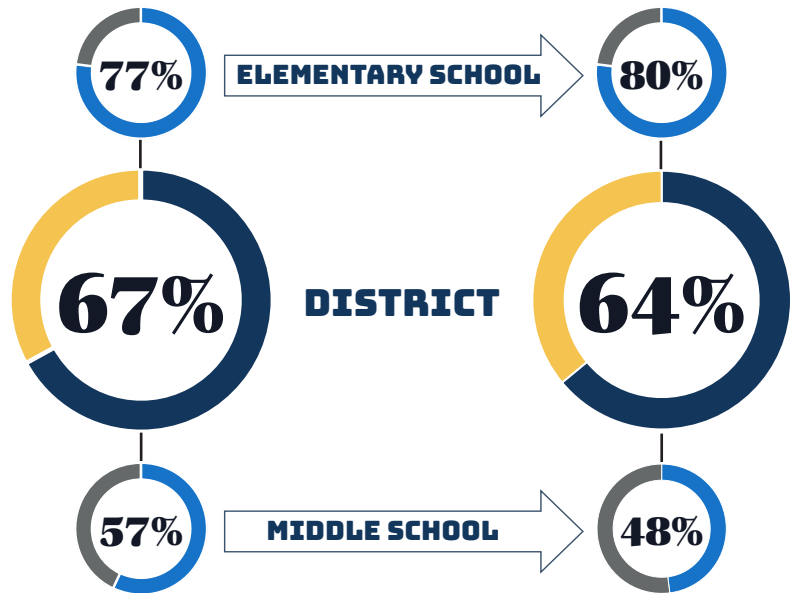 77%
ELEMENTARY SCHOOL
80%
67%
DISTRICT
64%
57%
MIDDLE SCHOOL
48%